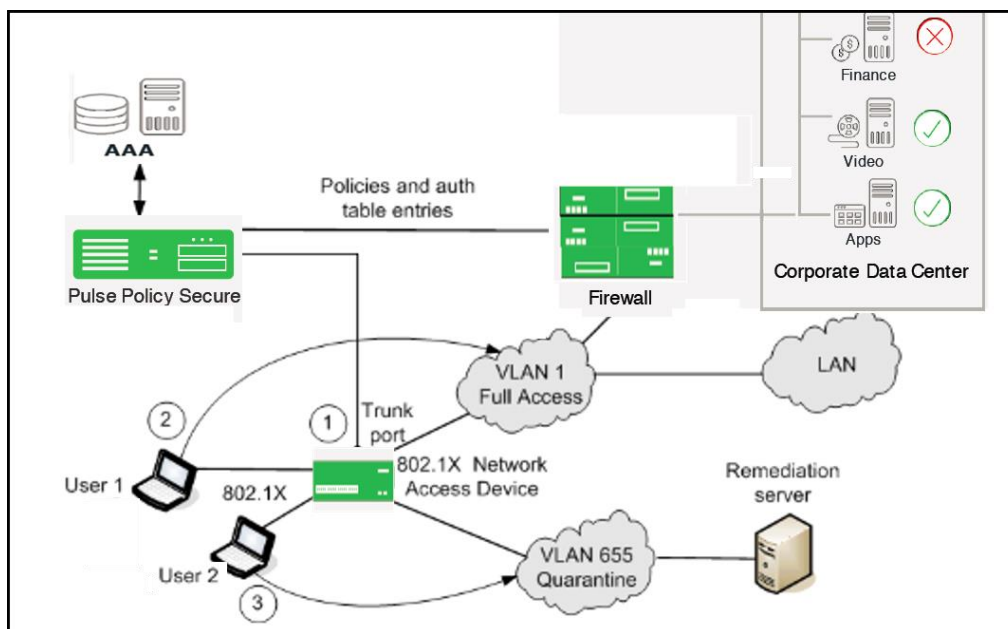 Finance
Video
Apps
Corporate Data Center
AAA
Policies and auth
table entries
Pulse Policy Secure
Firewall
VLAN 1
Full Access
LAN
2
1
Trunk
port
User 1
802.1X
802.1X Network
Access Device
Remediation
server
User 2
3
VLAN 655
Quarantine